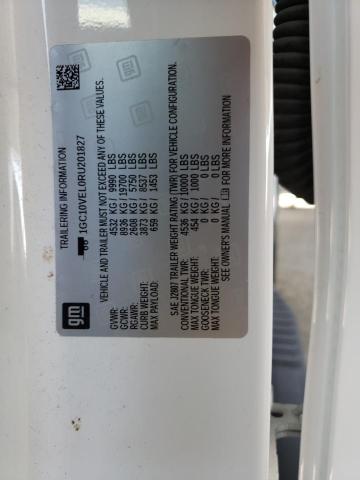 gm
TRAILERING INFORMATION
1GC10VEL0RU201827
VEHICLE AND TRAILER MUST NOT EXCEED ANY OF THESE VALUES.
GVWR: 4532 KG / 9990 LBS
GCWR: 8936 KG / 19700 LBS
RGAWR: 2608 KG / 5750 LBS
CURB WEIGHT: 3873 KG / 8537 LBS
MAX PAYLOAD: 659 KG / 1453 LBS
SAE J2807 TRAILER WEIGHT RATING (TWR) FOR VEHICLE CONFIGURATION.
CONVENTIONAL TWR: 4536 KG / 10000 LBS
MAX TONGUE WEIGHT: 454 KG / 1000 LBS
GOOSENECK TWR: 0 KG / 0 LBS
MAX TONGUE WEIGHT: 0 KG / 0 LBS
SEE OWNER'S MANUAL